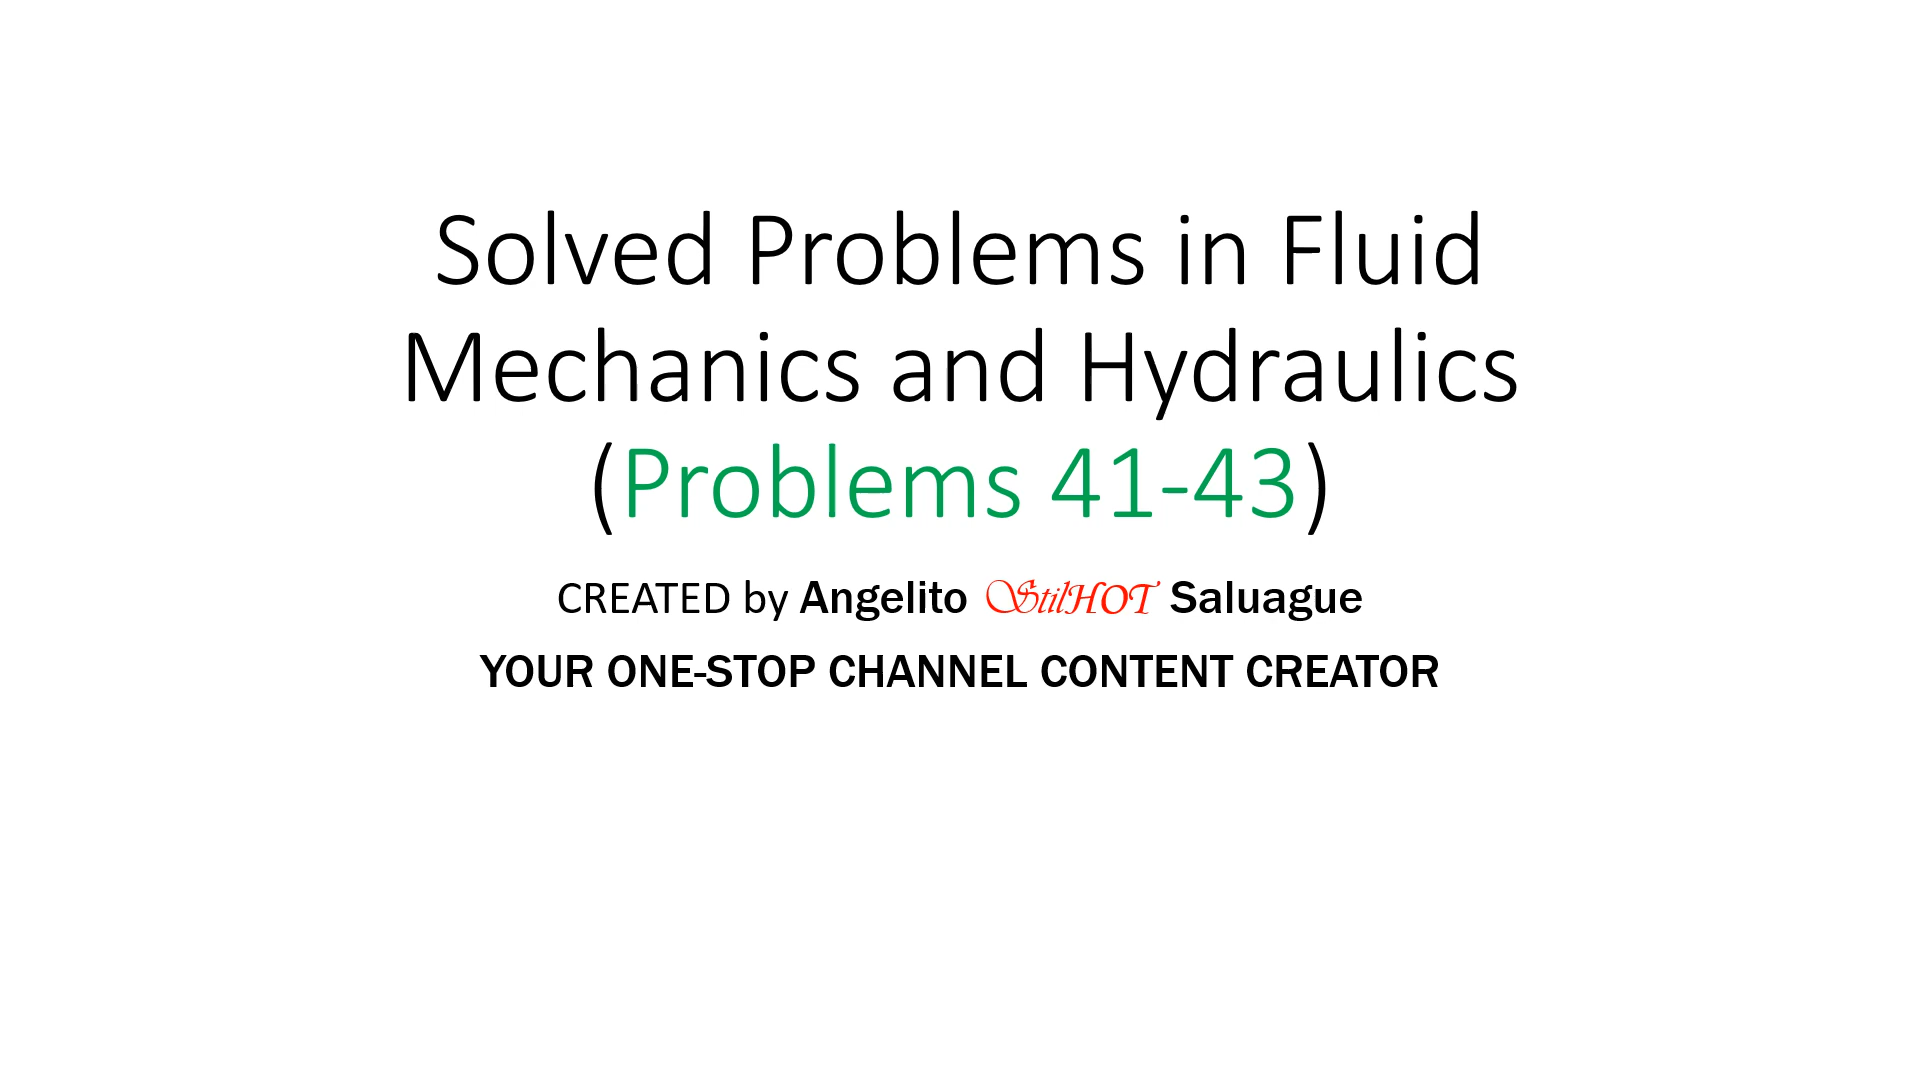 Solved Problems in Fluid
Mechanics and Hydraulics
(Problems 41-43)
CREATED by Angelito StilHOT Saluague
YOUR ONE-STOP CHANNEL CONTENT CREATOR